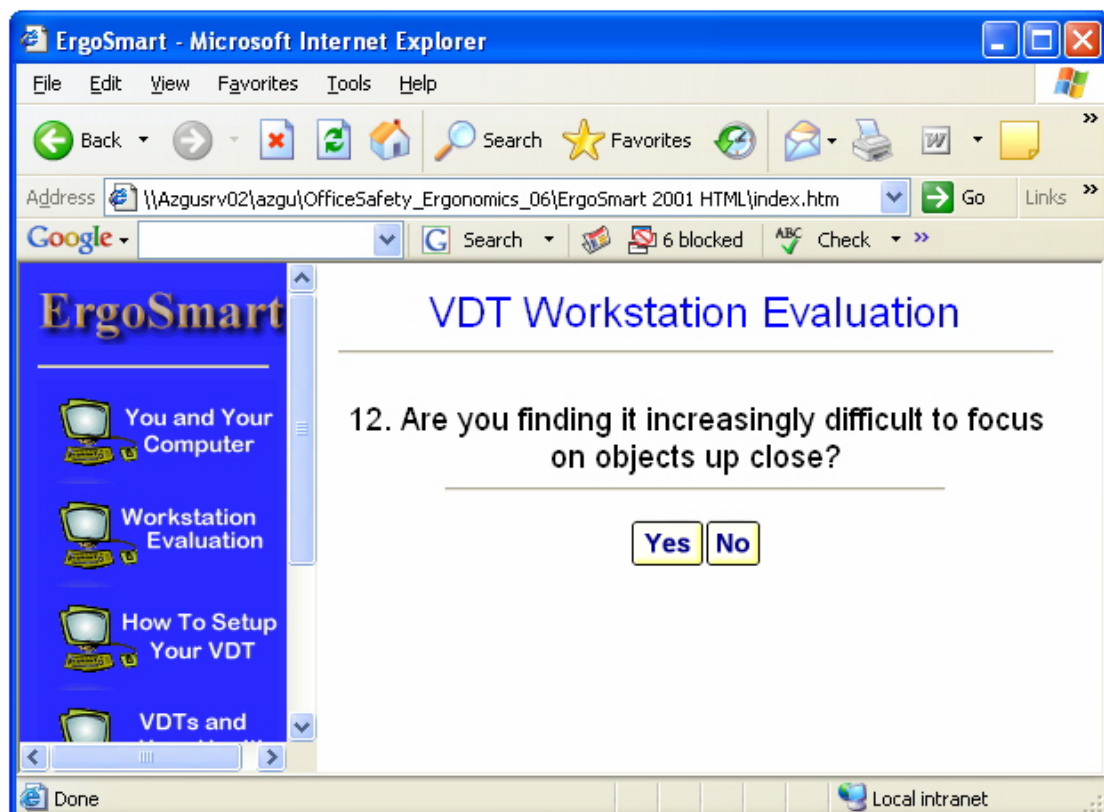 ErgoSmart - Microsoft Internet Explorer
File Edit View Favorites Tools Help
Back Search Favorites W »
Address \\Azgusrv02\azgu\OfficeSafety_Ergonomics_06\ErgoSmart 2001 HTML\index.htm Go Links »
Google G Search 6 blocked ABC Check »
ErgoSmart
You and Your
Computer
Workstation
Evaluation
How To Setup
Your VDT
VDTs and
VDT Workstation Evaluation
12. Are you finding it increasingly difficult to focus
on objects up close?
Yes No
Done Local intranet